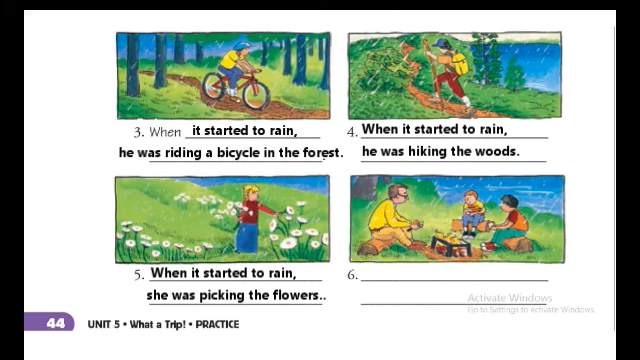 3. When it started to rain,
he was riding a bicycle in the forest.
4. When it started to rain,
he was hiking the woods.
5. When it started to rain,
she was picking the flowers..
6.
Activate Windows
Go to Settings to activate Windows.
44 UNIT 5 • What a Trip! • PRACTICE